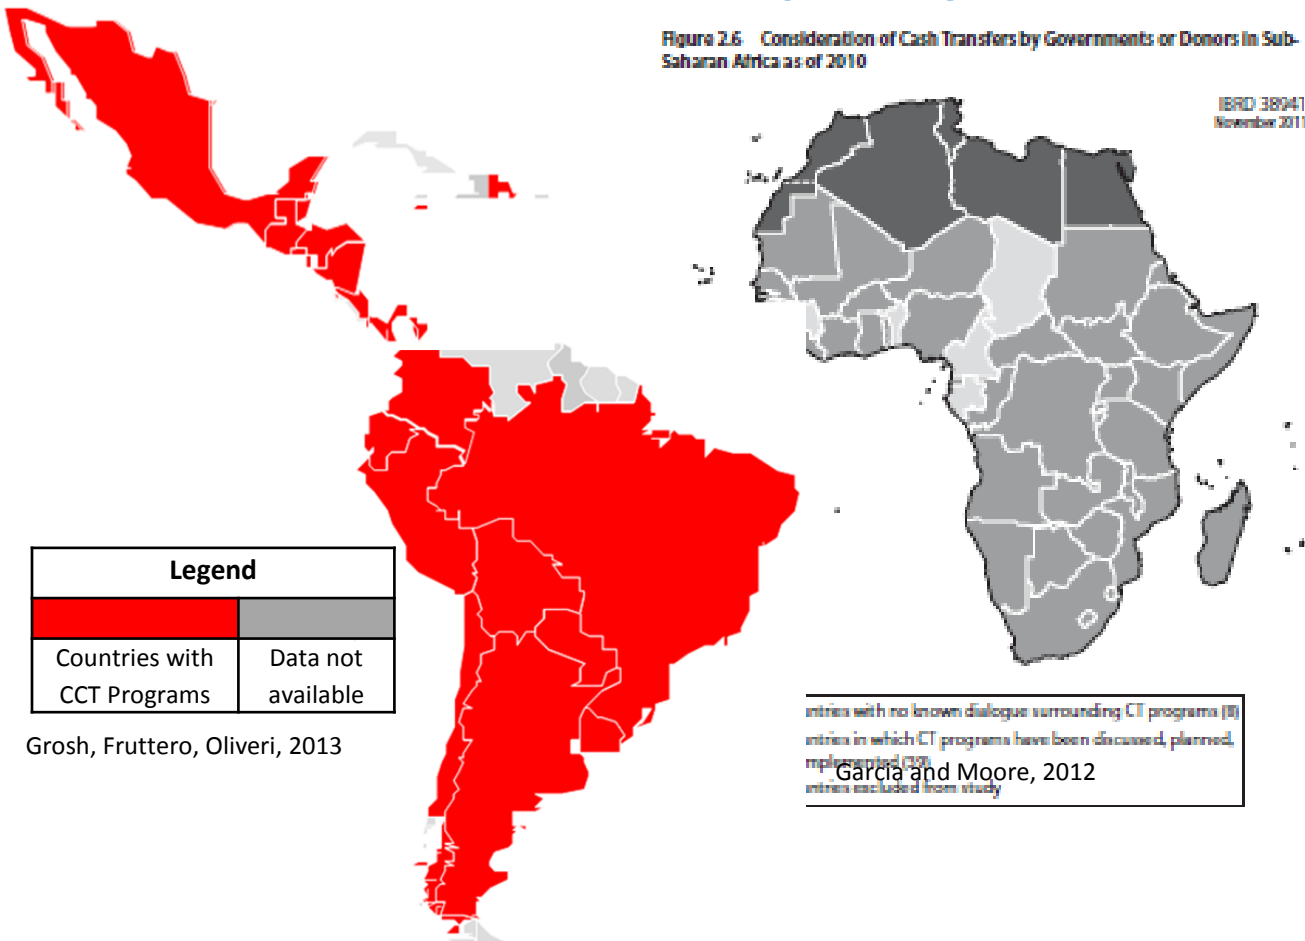 Figure 2.6 Consideration of Cash Transfers by Governments or Donors in Sub-
Saharan Africa as of 2010
IBRD 38941
November 2011
Legend
Countries with
CCT Programs
Data not
available
Grosh, Fruttero, Oliveri, 2013
ntries with no known dialogue surrounding CT programs (8)
ntries in which CT programs have been discussed, planned,
mplemented (39)
Garcia and Moore, 2012
ntries excluded from study